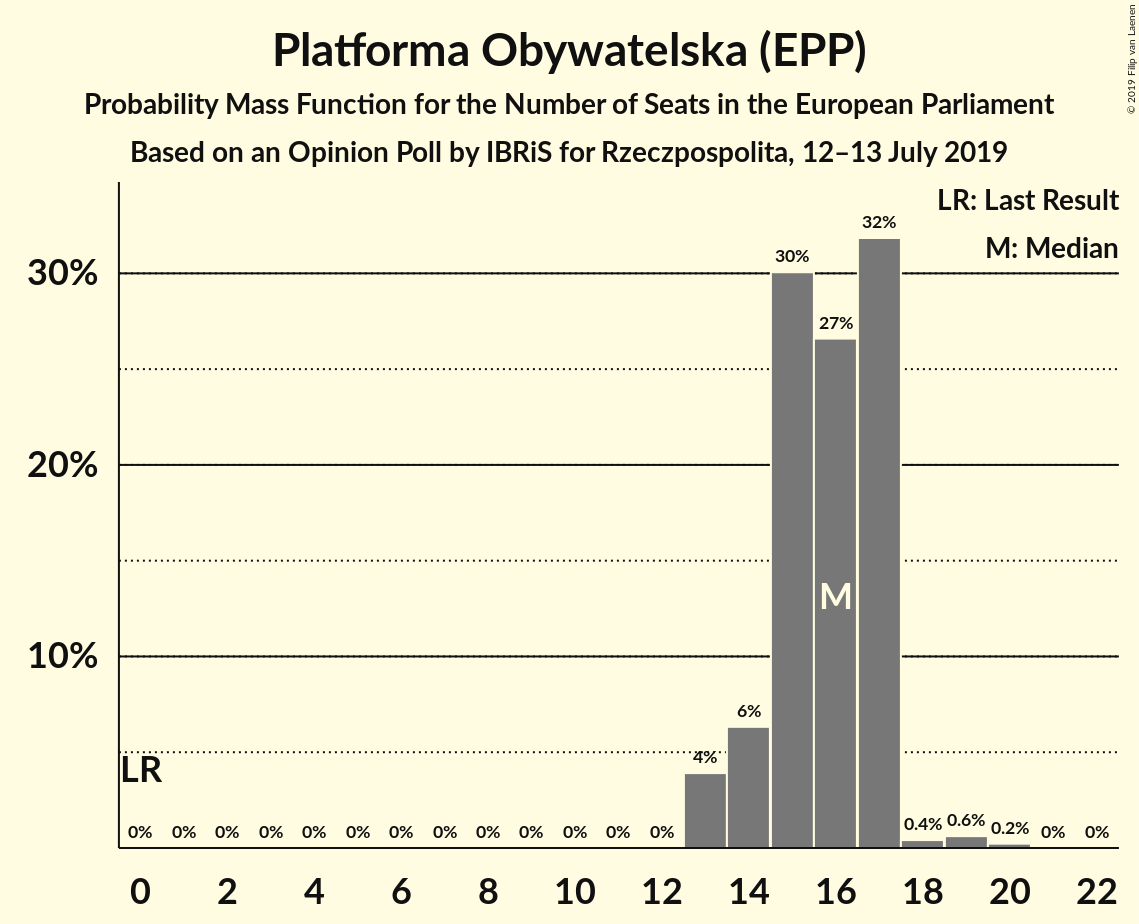 Platforma Obywatelska (EPP)
Probability Mass Function for the Number of Seats in the European Parliament
Based on an Opinion Poll by IBRiS for Rzeczpospolita, 12–13 July 2019
© 2019 Filip van Laenen
LR: Last Result
M: Median
30%
20%
10%
32%
30%
27%
M
6%
4%
LR
0% 0% 0% 0% 0% 0% 0% 0% 0% 0% 0% 0% 0% 0.4% 0.6% 0.2% 0% 0%
0 2 4 6 8 10 12 14 16 18 20 22